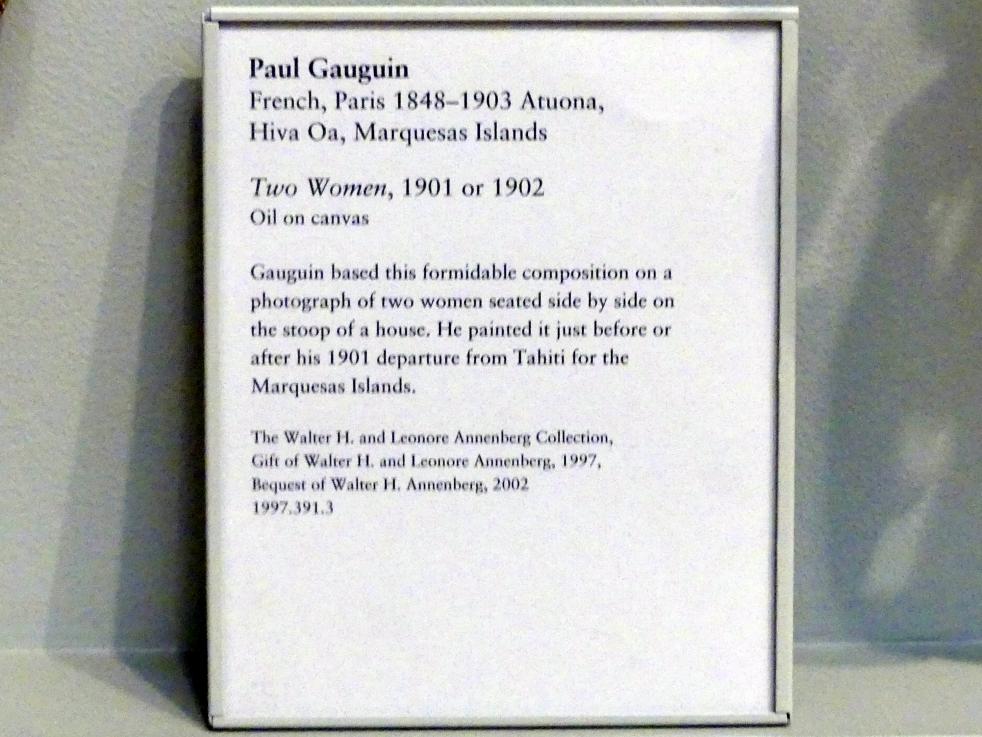 Paul Gauguin
French, Paris 1848–1903 Atuona,
Hiva Oa, Marquesas Islands
Two Women, 1901 or 1902
Oil on canvas
Gauguin based this formidable composition on a
photograph of two women seated side by side on
the stoop of a house. He painted it just before or
after his 1901 departure from Tahiti for the
Marquesas Islands.
The Walter H. and Leonore Annenberg Collection,
Gift of Walter H. and Leonore Annenberg, 1997,
Bequest of Walter H. Annenberg, 2002
1997.391.3